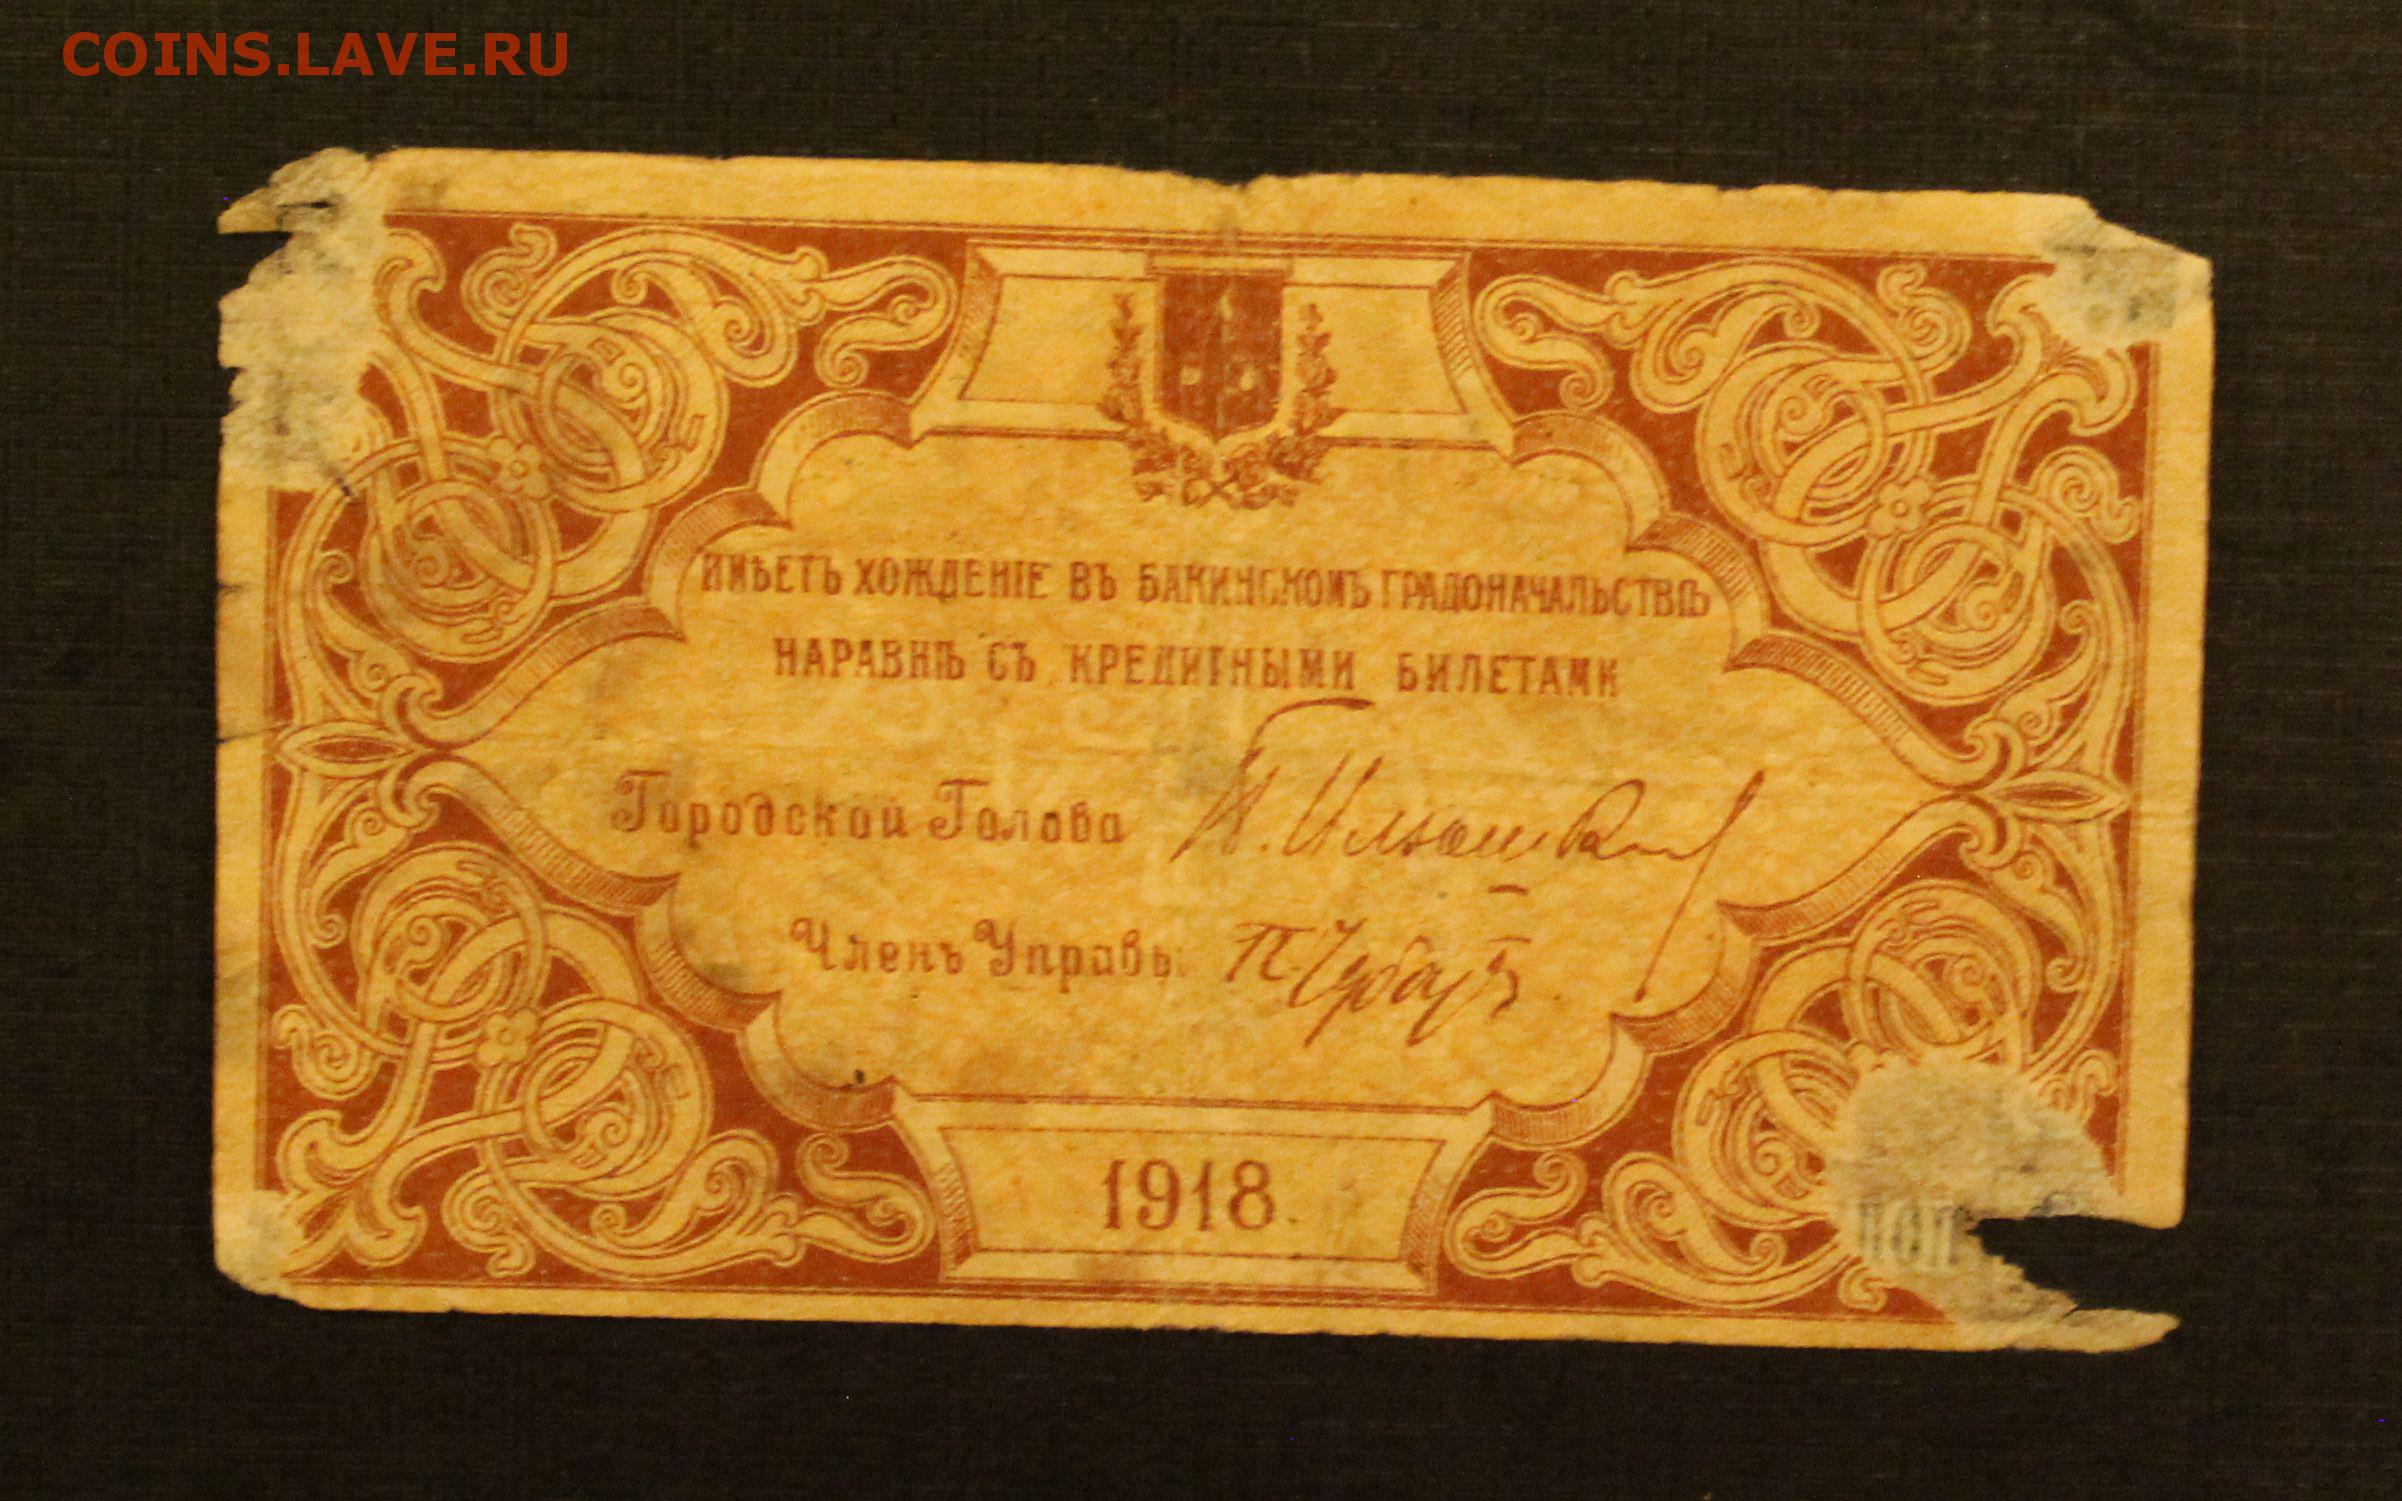 COINS.LAVE.RU
ИМѢЕТЪ ХОЖДЕНІЕ ВЪ БАКИНСКОМЪ ГРАДОНАЧАЛЬСТВѢ
НАРАВНѢ СЪ КРЕДИТНЫМИ БИЛЕТАМИ
Городской Голова
Членъ Управы
1918